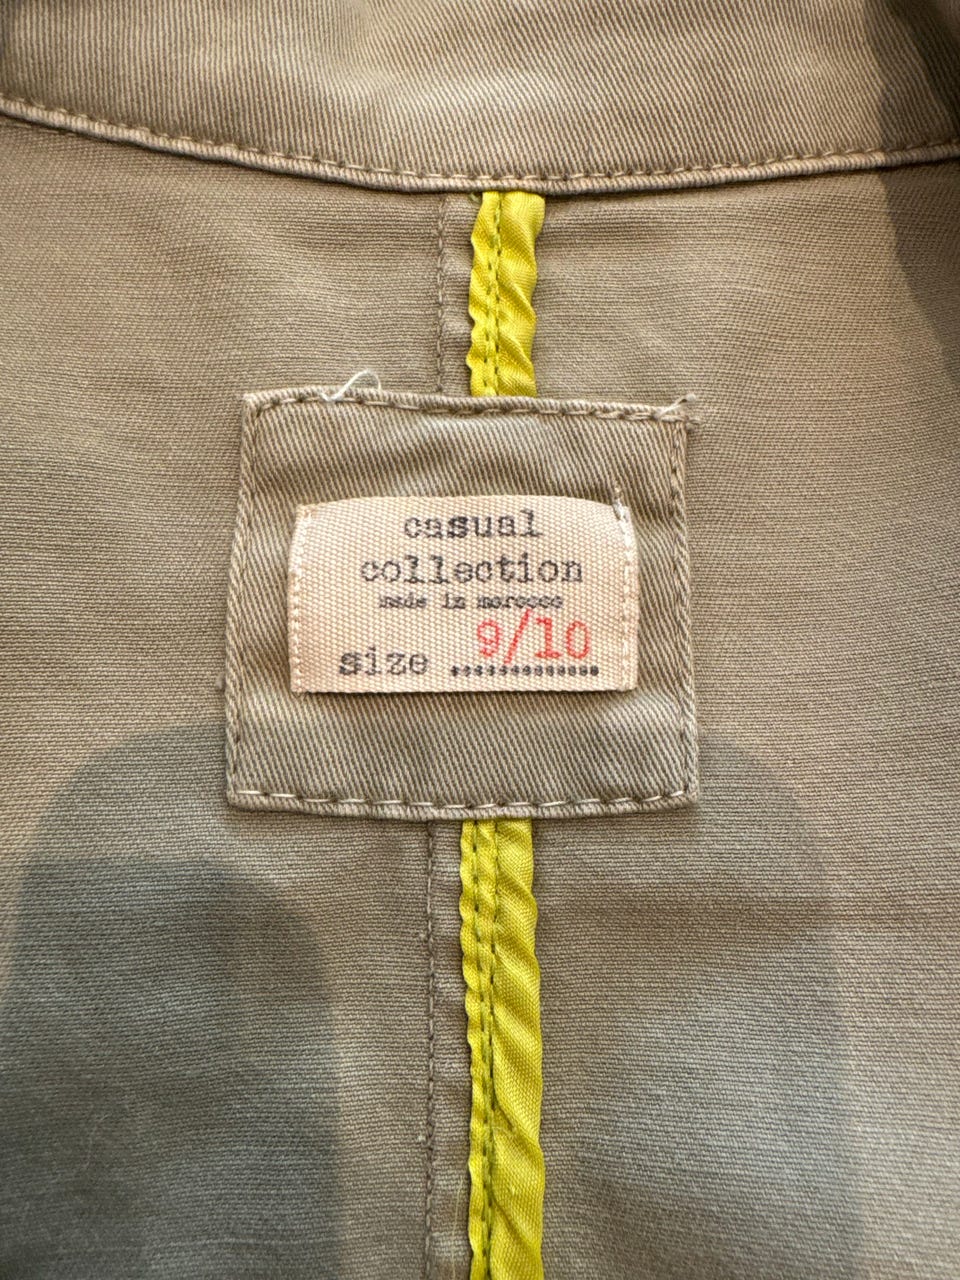 casual
collection
made in morocco
size 9/10